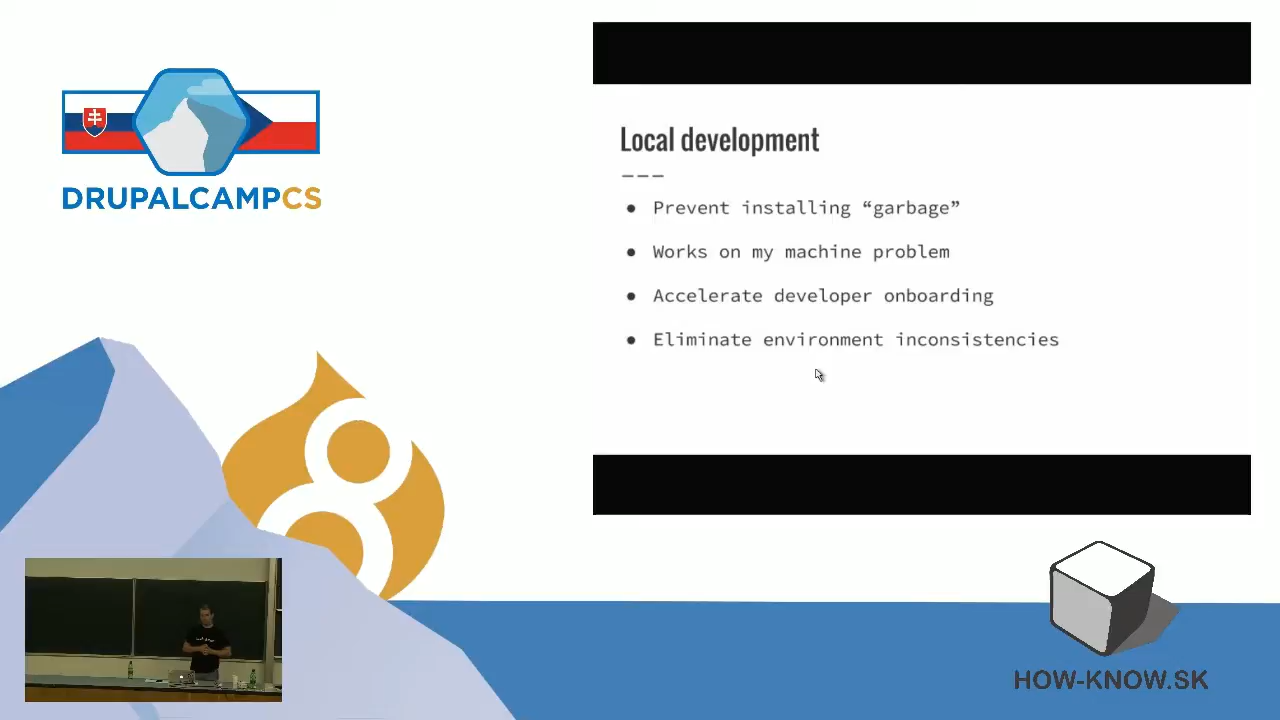 DRUPALCAMPCS
Local development
---
● Prevent installing “garbage”
● Works on my machine problem
● Accelerate developer onboarding
● Eliminate environment inconsistencies
8
HOW-KNOW.SK